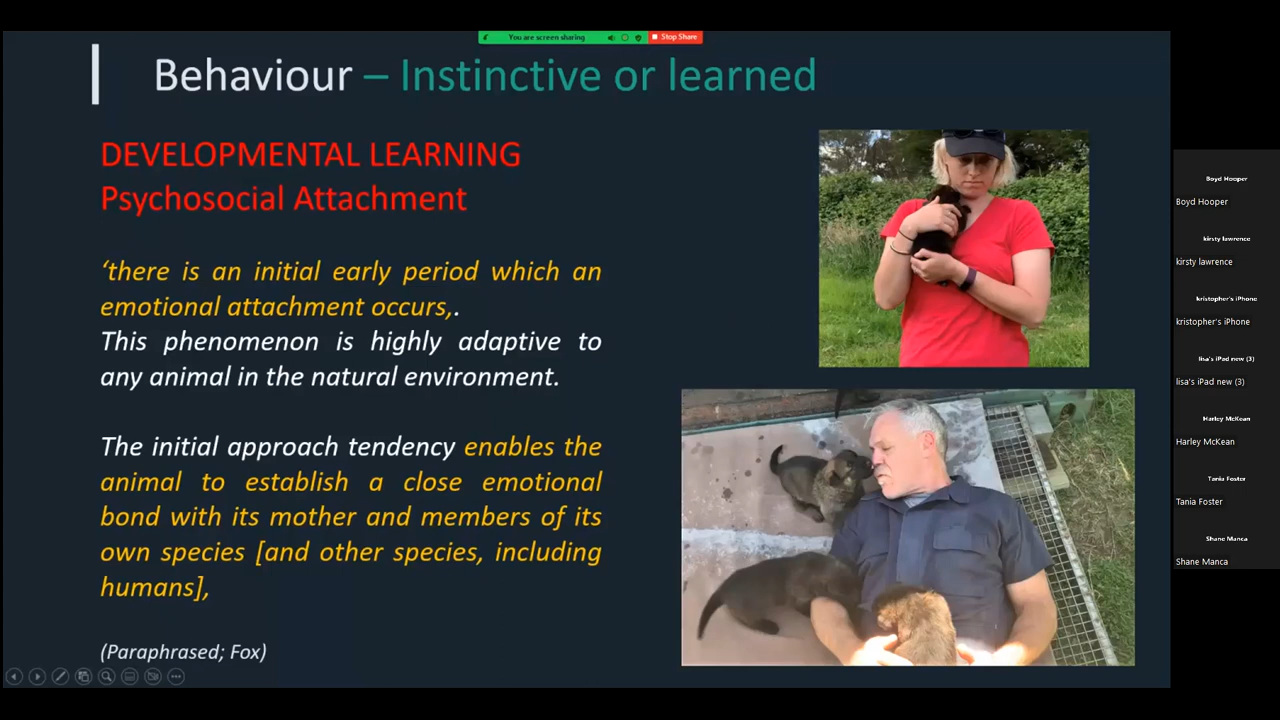 You are screen sharing
Stop Share
Behaviour – Instinctive or learned
DEVELOPMENTAL LEARNING
Psychosocial Attachment
‘there is an initial early period which an
emotional attachment occurs,.
This phenomenon is highly adaptive to
any animal in the natural environment.
The initial approach tendency enables the
animal to establish a close emotional
bond with its mother and members of its
own species [and other species, including
humans],
(Paraphrased; Fox)
Boyd Hooper
Boyd Hooper
kirsty lawrence
kirsty lawrence
kristopher's iPhone
kristopher's iPhone
lisa's iPad new (3)
lisa's iPad new (3)
Harley McKean
Harley McKean
Tania Foster
Tania Foster
Shane Manca
Shane Manca